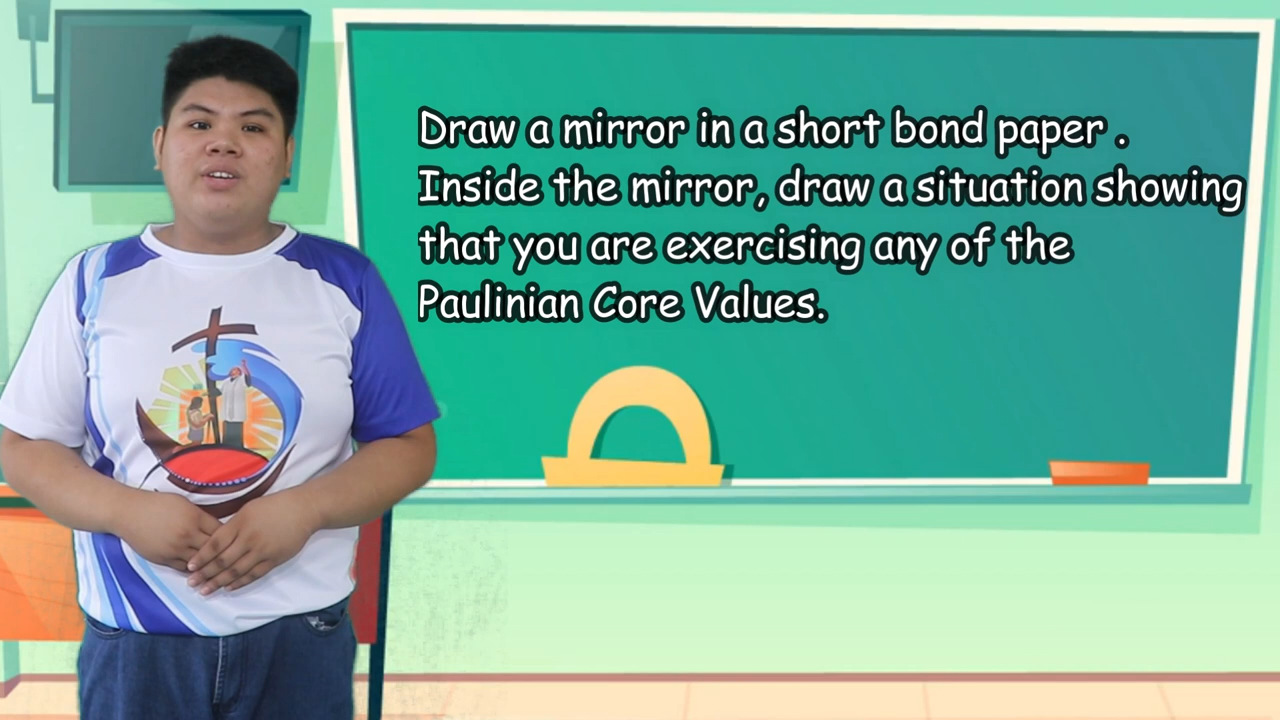 Draw a mirror in a short bond paper .
Inside the mirror, draw a situation showing
that you are exercising any of the
Paulinian Core Values.